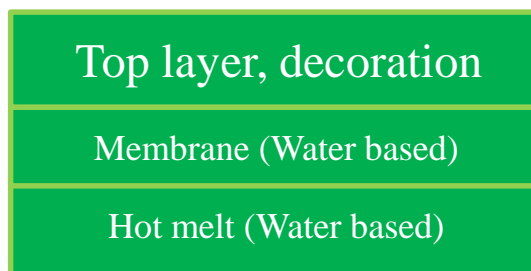 Top layer, decoration
Membrane (Water based)
Hot melt (Water based)